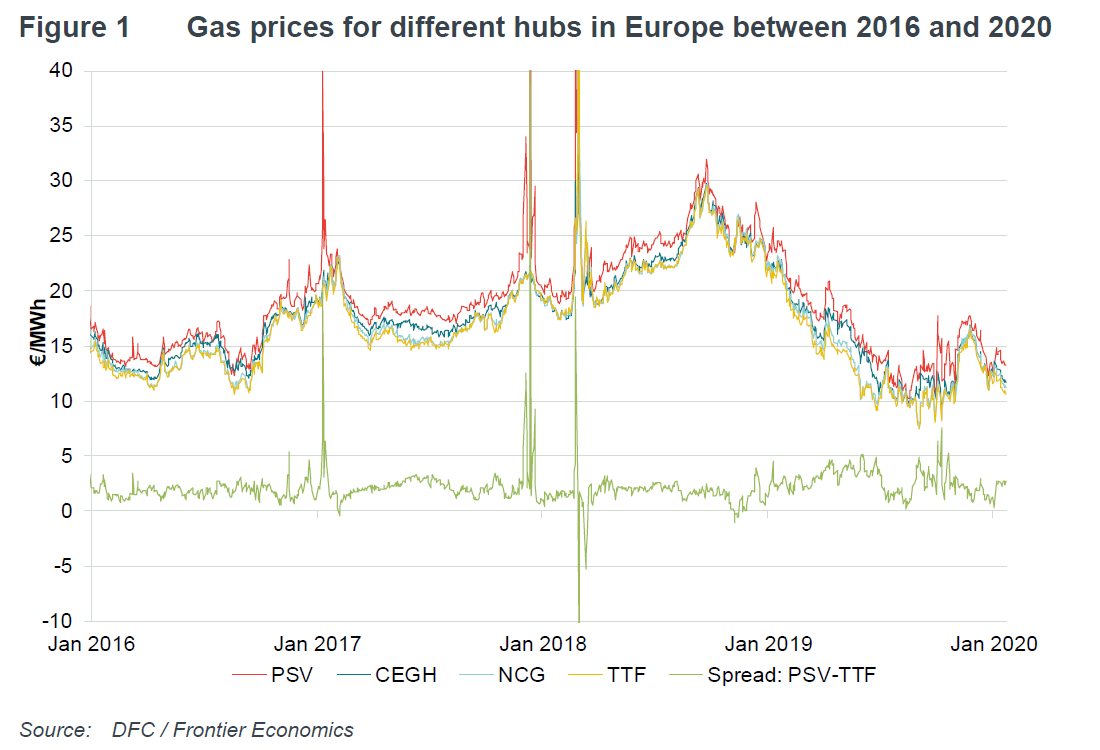 Figure 1 Gas prices for different hubs in Europe between 2016 and 2020
40
35
30
25
20
15
10
5
0
-5
-10
€/MWh
Jan 2016 Jan 2017 Jan 2018 Jan 2019 Jan 2020
PSV CEGH NCG TTF Spread: PSV-TTF
Source: DFC / Frontier Economics